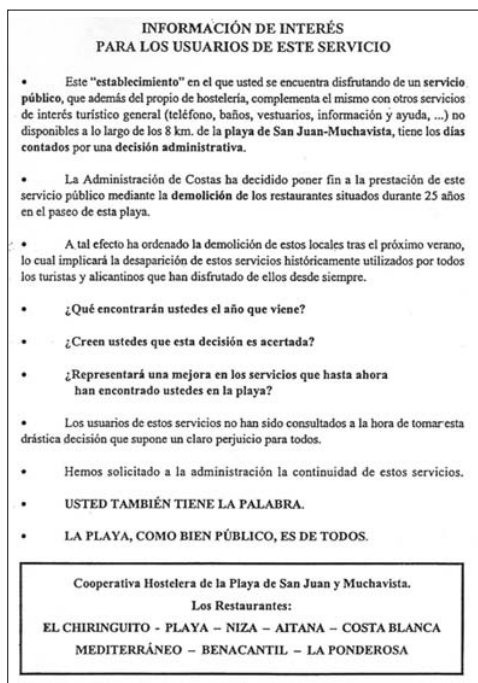 INFORMACIÓN DE INTERÉS
PARA LOS USUARIOS DE ESTE SERVICIO
• Este “establecimiento” en el que usted se encuentra disfrutando de un servicio
público, que además del propio de hostelería, complementa el mismo con otros servicios
de interés turístico general (teléfono, baños, vestuarios, información y ayuda, ...) no
disponibles a lo largo de los 8 km. de la playa de San Juan-Muchavista, tiene los días
contados por una decisión administrativa.
• La Administración de Costas ha decidido poner fin a la prestación de este
servicio público mediante la demolición de los restaurantes situados durante 25 años
en el paseo de esta playa.
• A tal efecto ha ordenado la demolición de estos locales tras el próximo verano,
lo cual implicará la desaparición de estos servicios históricamente utilizados por todos
los turistas y alicantinos que han disfrutado de ellos desde siempre.
• ¿Qué encontrarán ustedes el año que viene?
• ¿Creen ustedes que esta decisión es acertada?
• ¿Representará una mejora en los servicios que hasta ahora
han encontrado ustedes en la playa?
• Los usuarios de estos servicios no han sido consultados a la hora de tomar esta
drástica decisión que supone un claro perjuicio para todos.
• Hemos solicitado a la administración la continuidad de estos servicios.
• USTED TAMBIÉN TIENE LA PALABRA.
• LA PLAYA, COMO BIEN PÚBLICO, ES DE TODOS.
Cooperativa Hostelera de la Playa de San Juan y Muchavista.
Los Restaurantes:
EL CHIRINGUITO - PLAYA – NIZA – AITANA – COSTA BLANCA
MEDITERRÁNEO – BENACANTIL – LA PONDEROSA